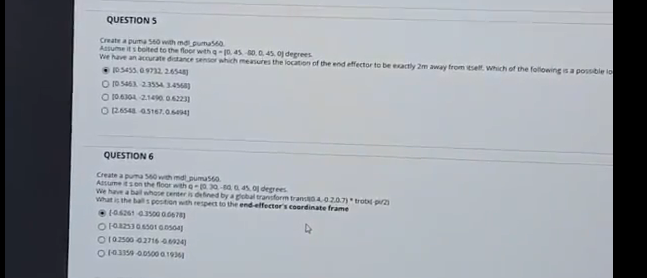 QUESTION 5
Create a puma 560 with mdl_puma560.
Assume it's bolted to the floor with q = [0, 45, -80, 0, 45, 0] degrees.
We have an accurate distance sensor which measures the location of the end effector to be exactly 2m away from itself. Which of the following is a possible lo
[0.5455, 0.9732, 2.6548]
[0.5463, -2.3554, 3.4568]
[0.6304, -2.1490, 0.6223]
[2.6548, -0.5167, 0.6494]
QUESTION 6
Create a puma 560 with mdl_puma560.
Assume it's on the floor with q = [0, 30, -80, 0, 45, 0] degrees.
We have a ball whose center is defined by a global transform transl(0.4,-0.2,0.7) * trotx(-pi/2)
What is the ball's position with respect to the end-effector's coordinate frame
[-0.6261 -0.3500 0.0678]
[-0.8253 0.6501 0.0504]
[0.2500 -0.2716 -0.6924]
[-0.3359 -0.0500 0.1936]